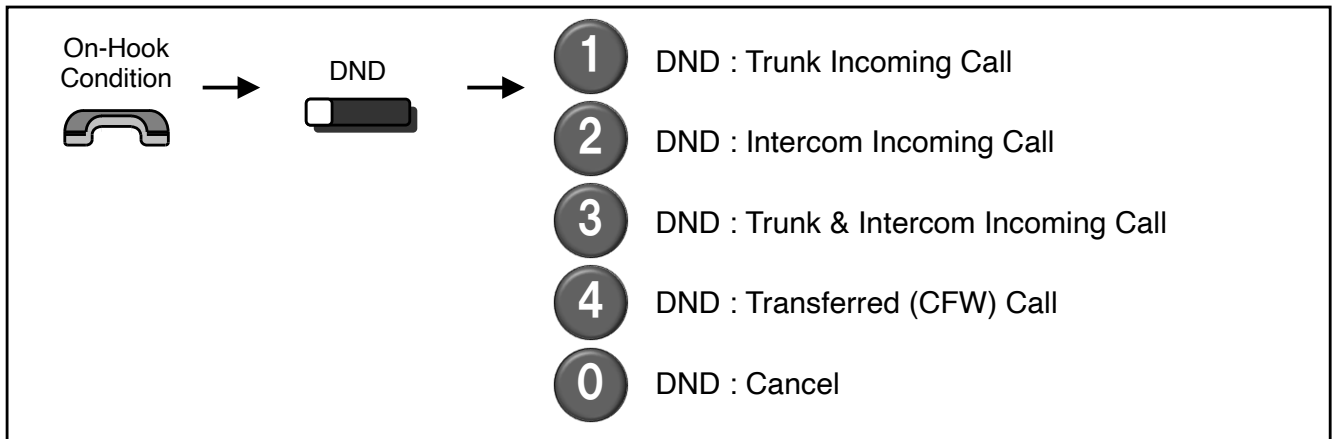 On-Hook
Condition
DND
1 DND : Trunk Incoming Call
2 DND : Intercom Incoming Call
3 DND : Trunk & Intercom Incoming Call
4 DND : Transferred (CFW) Call
0 DND : Cancel